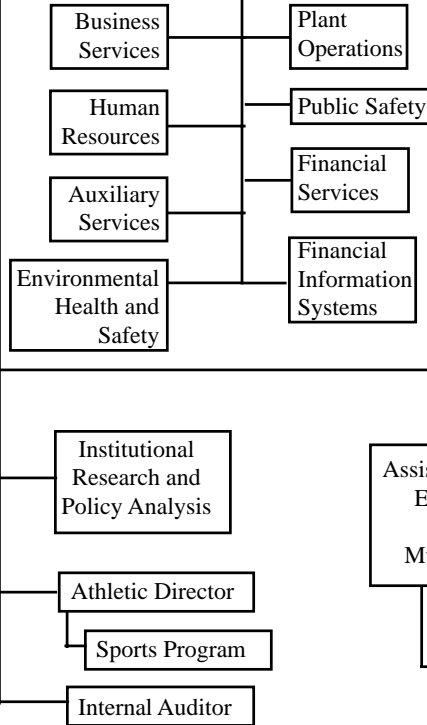 Business
Services
Plant
Operations
Human
Resources
Public Safety
Auxiliary
Services
Financial
Services
Environmental
Health and
Safety
Financial
Information
Systems
Institutional
Research and
Policy Analysis
Athletic Director
Sports Program
Internal Auditor